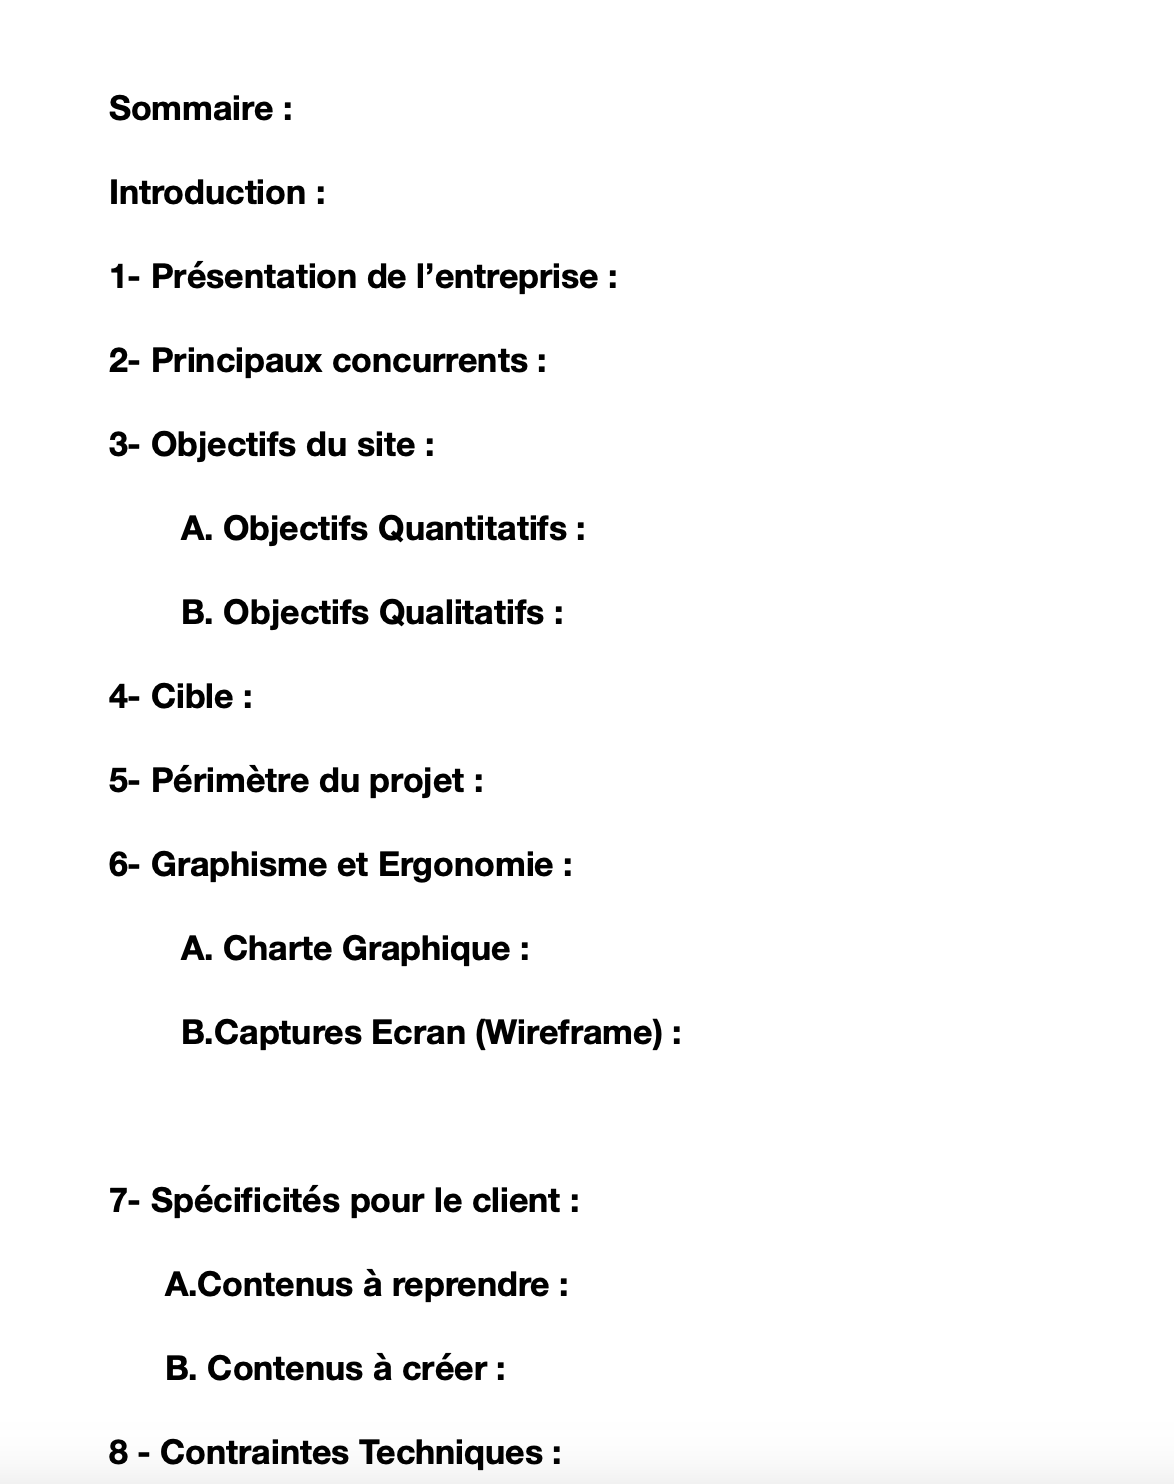 Sommaire :
Introduction :
1- Présentation de l’entreprise :
2- Principaux concurrents :
3- Objectifs du site :
A. Objectifs Quantitatifs :
B. Objectifs Qualitatifs :
4- Cible :
5- Périmètre du projet :
6- Graphisme et Ergonomie :
A. Charte Graphique :
B.Captures Ecran (Wireframe) :
7- Spécificités pour le client :
A.Contenus à reprendre :
B. Contenus à créer :
8 - Contraintes Techniques :